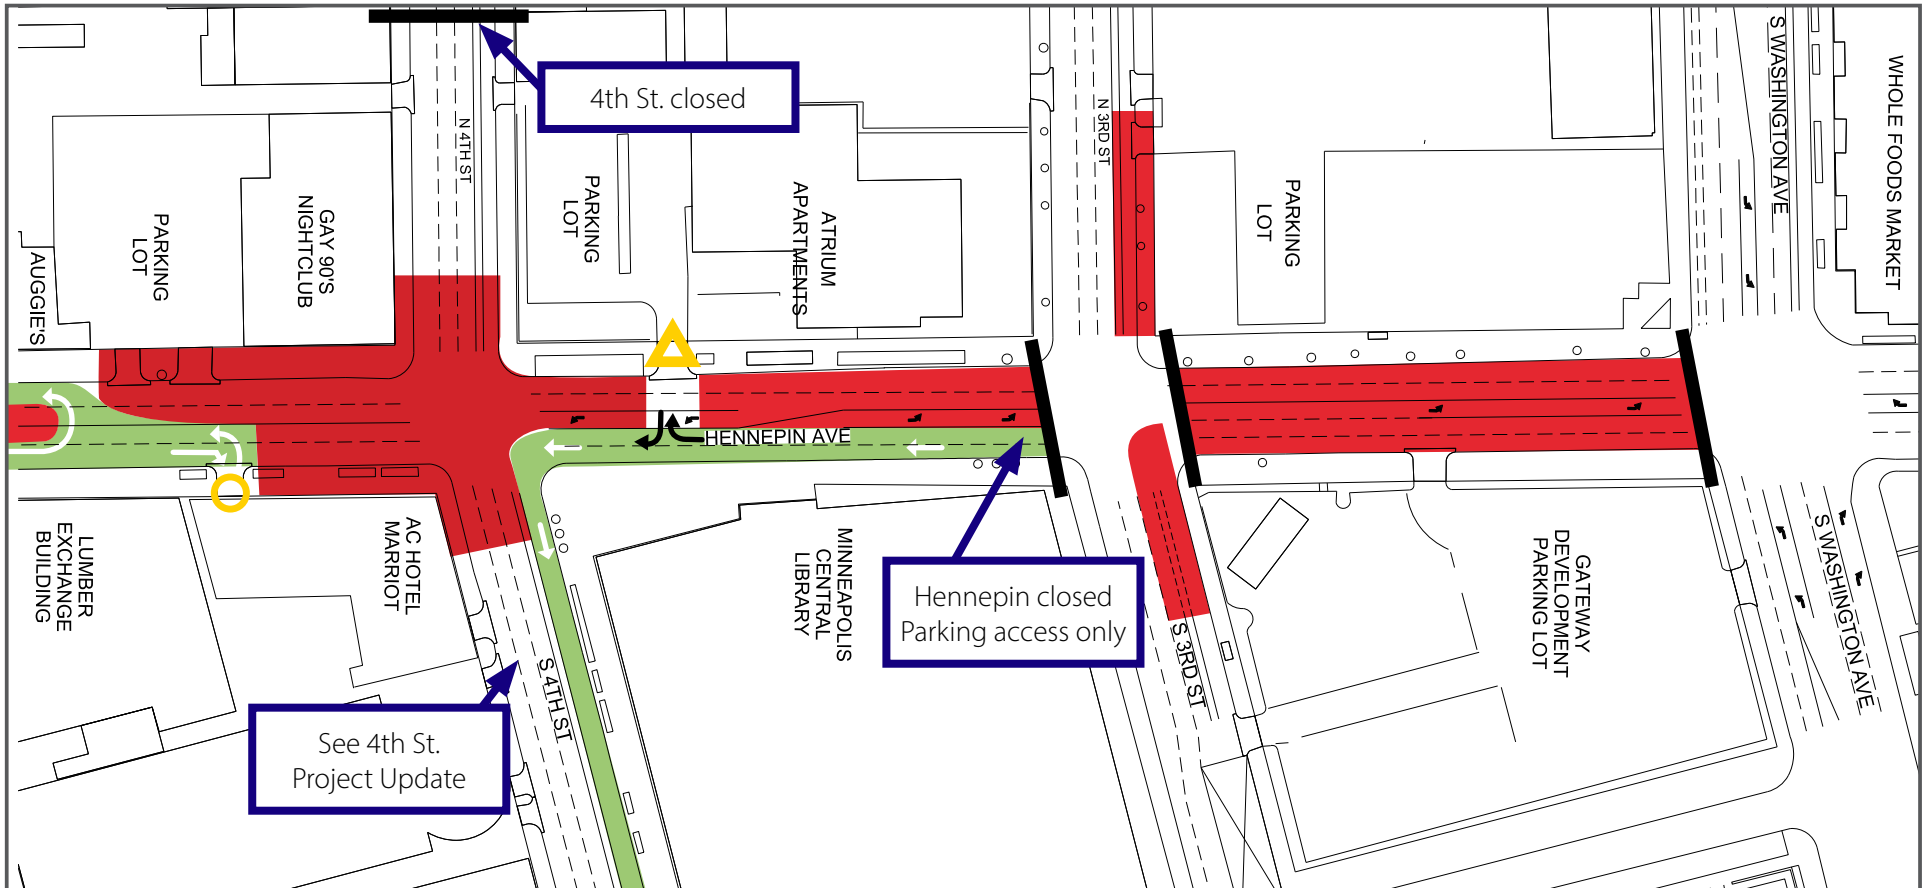 4th St. closed
N 4TH ST
N 3RD ST
S WASHINGTON AVE
WHOLE FOODS MARKET
AUGGIE'S
PARKING
LOT
GAY 90'S
NIGHTCLUB
PARKING
LOT
ATRIUM
APARTMENTS
PARKING
LOT
HENNEPIN AVE
LUMBER
EXCHANGE
BUILDING
AC HOTEL
MARRIOT
MINNEAPOLIS
CENTRAL
LIBRARY
Hennepin closed
Parking access only
GATEWAY
DEVELOPMENT
PARKING LOT
S WASHINGTON AVE
S 3RD ST
S 4TH ST
See 4th St.
Project Update